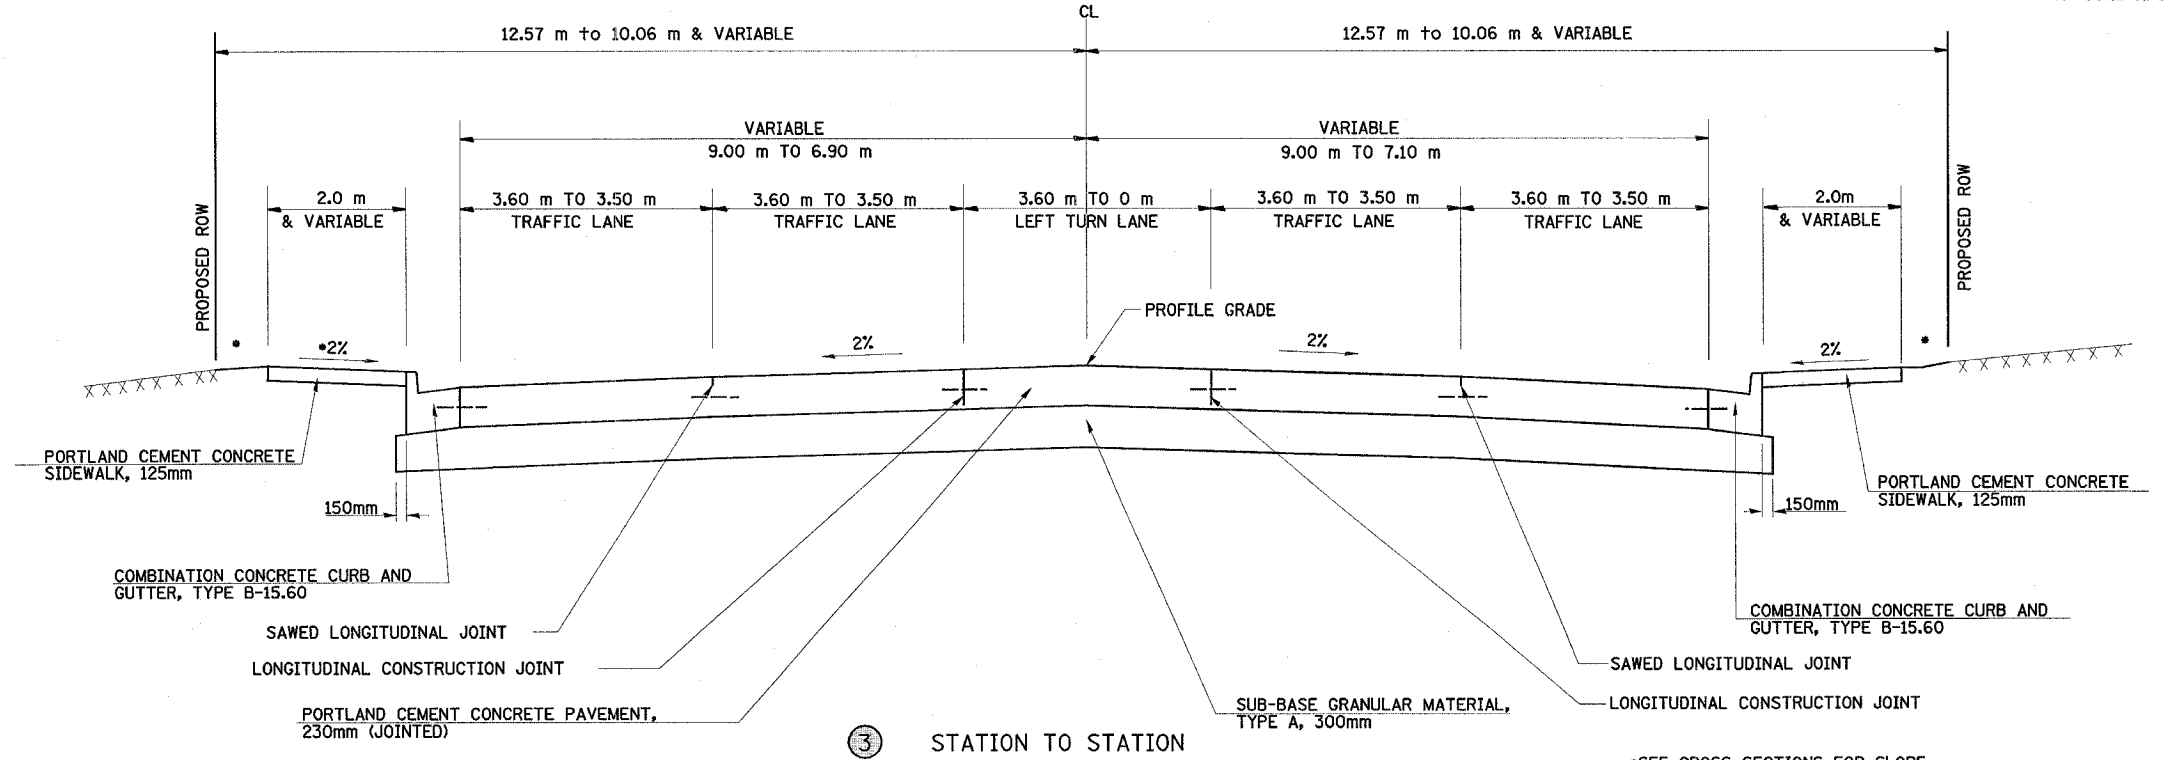 CL
12.57 m to 10.06 m & VARIABLE
12.57 m to 10.06 m & VARIABLE
VARIABLE
9.00 m TO 6.90 m
VARIABLE
9.00 m TO 7.10 m
PROPOSED ROW
2.0 m
& VARIABLE
3.60 m TO 3.50 m
TRAFFIC LANE
3.60 m TO 3.50 m
TRAFFIC LANE
3.60 m TO 0 m
LEFT TURN LANE
3.60 m TO 3.50 m
TRAFFIC LANE
3.60 m TO 3.50 m
TRAFFIC LANE
2.0m
& VARIABLE
PROPOSED ROW
PROFILE GRADE
*
*2%
2%
2%
2%
*
PORTLAND CEMENT CONCRETE
SIDEWALK, 125mm
150mm
PORTLAND CEMENT CONCRETE
SIDEWALK, 125mm
150mm
COMBINATION CONCRETE CURB AND
GUTTER, TYPE B-15.60
COMBINATION CONCRETE CURB AND
GUTTER, TYPE B-15.60
SAWED LONGITUDINAL JOINT
LONGITUDINAL CONSTRUCTION JOINT
SAWED LONGITUDINAL JOINT
LONGITUDINAL CONSTRUCTION JOINT
PORTLAND CEMENT CONCRETE PAVEMENT,
230mm (JOINTED)
SUB-BASE GRANULAR MATERIAL,
TYPE A, 300mm
3 STATION TO STATION
SEE CROSS SECTIONS FOR SLOPE